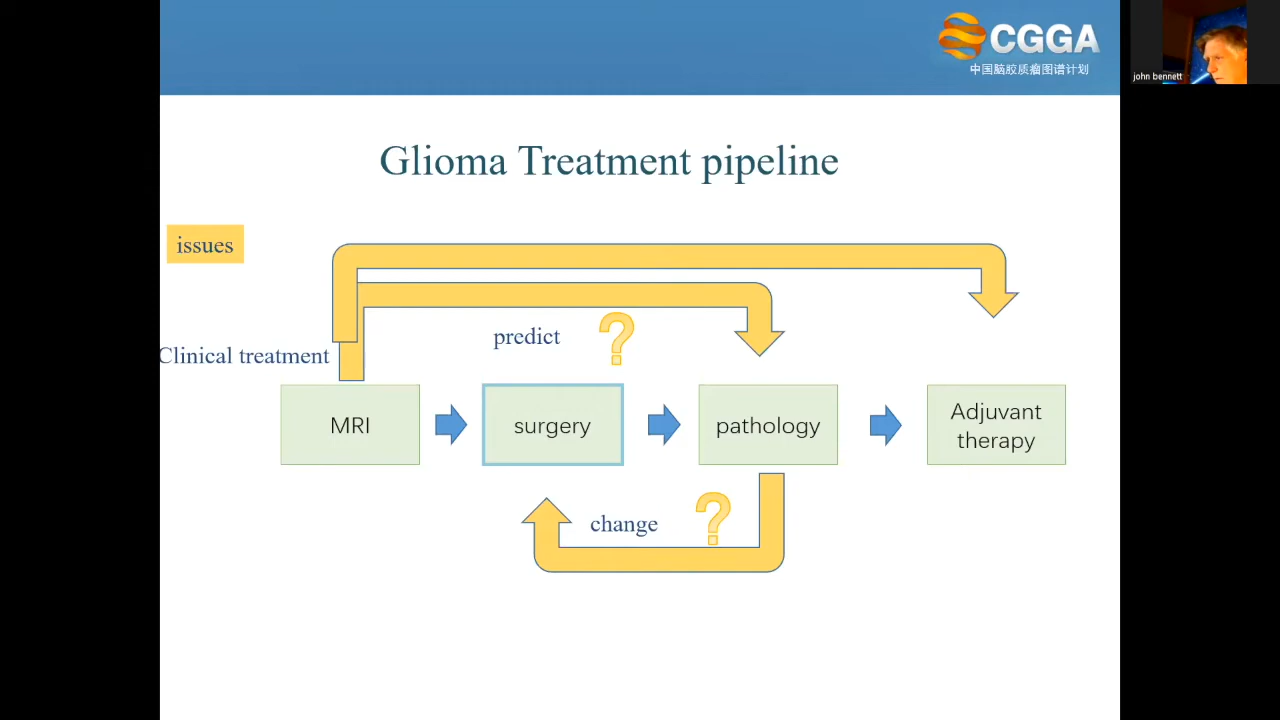 CGGA
中国脑胶质瘤图谱计划
john bennett
Glioma Treatment pipeline
issues
predict
?
Clinical treatment
MRI
surgery
pathology
Adjuvant
therapy
change
?